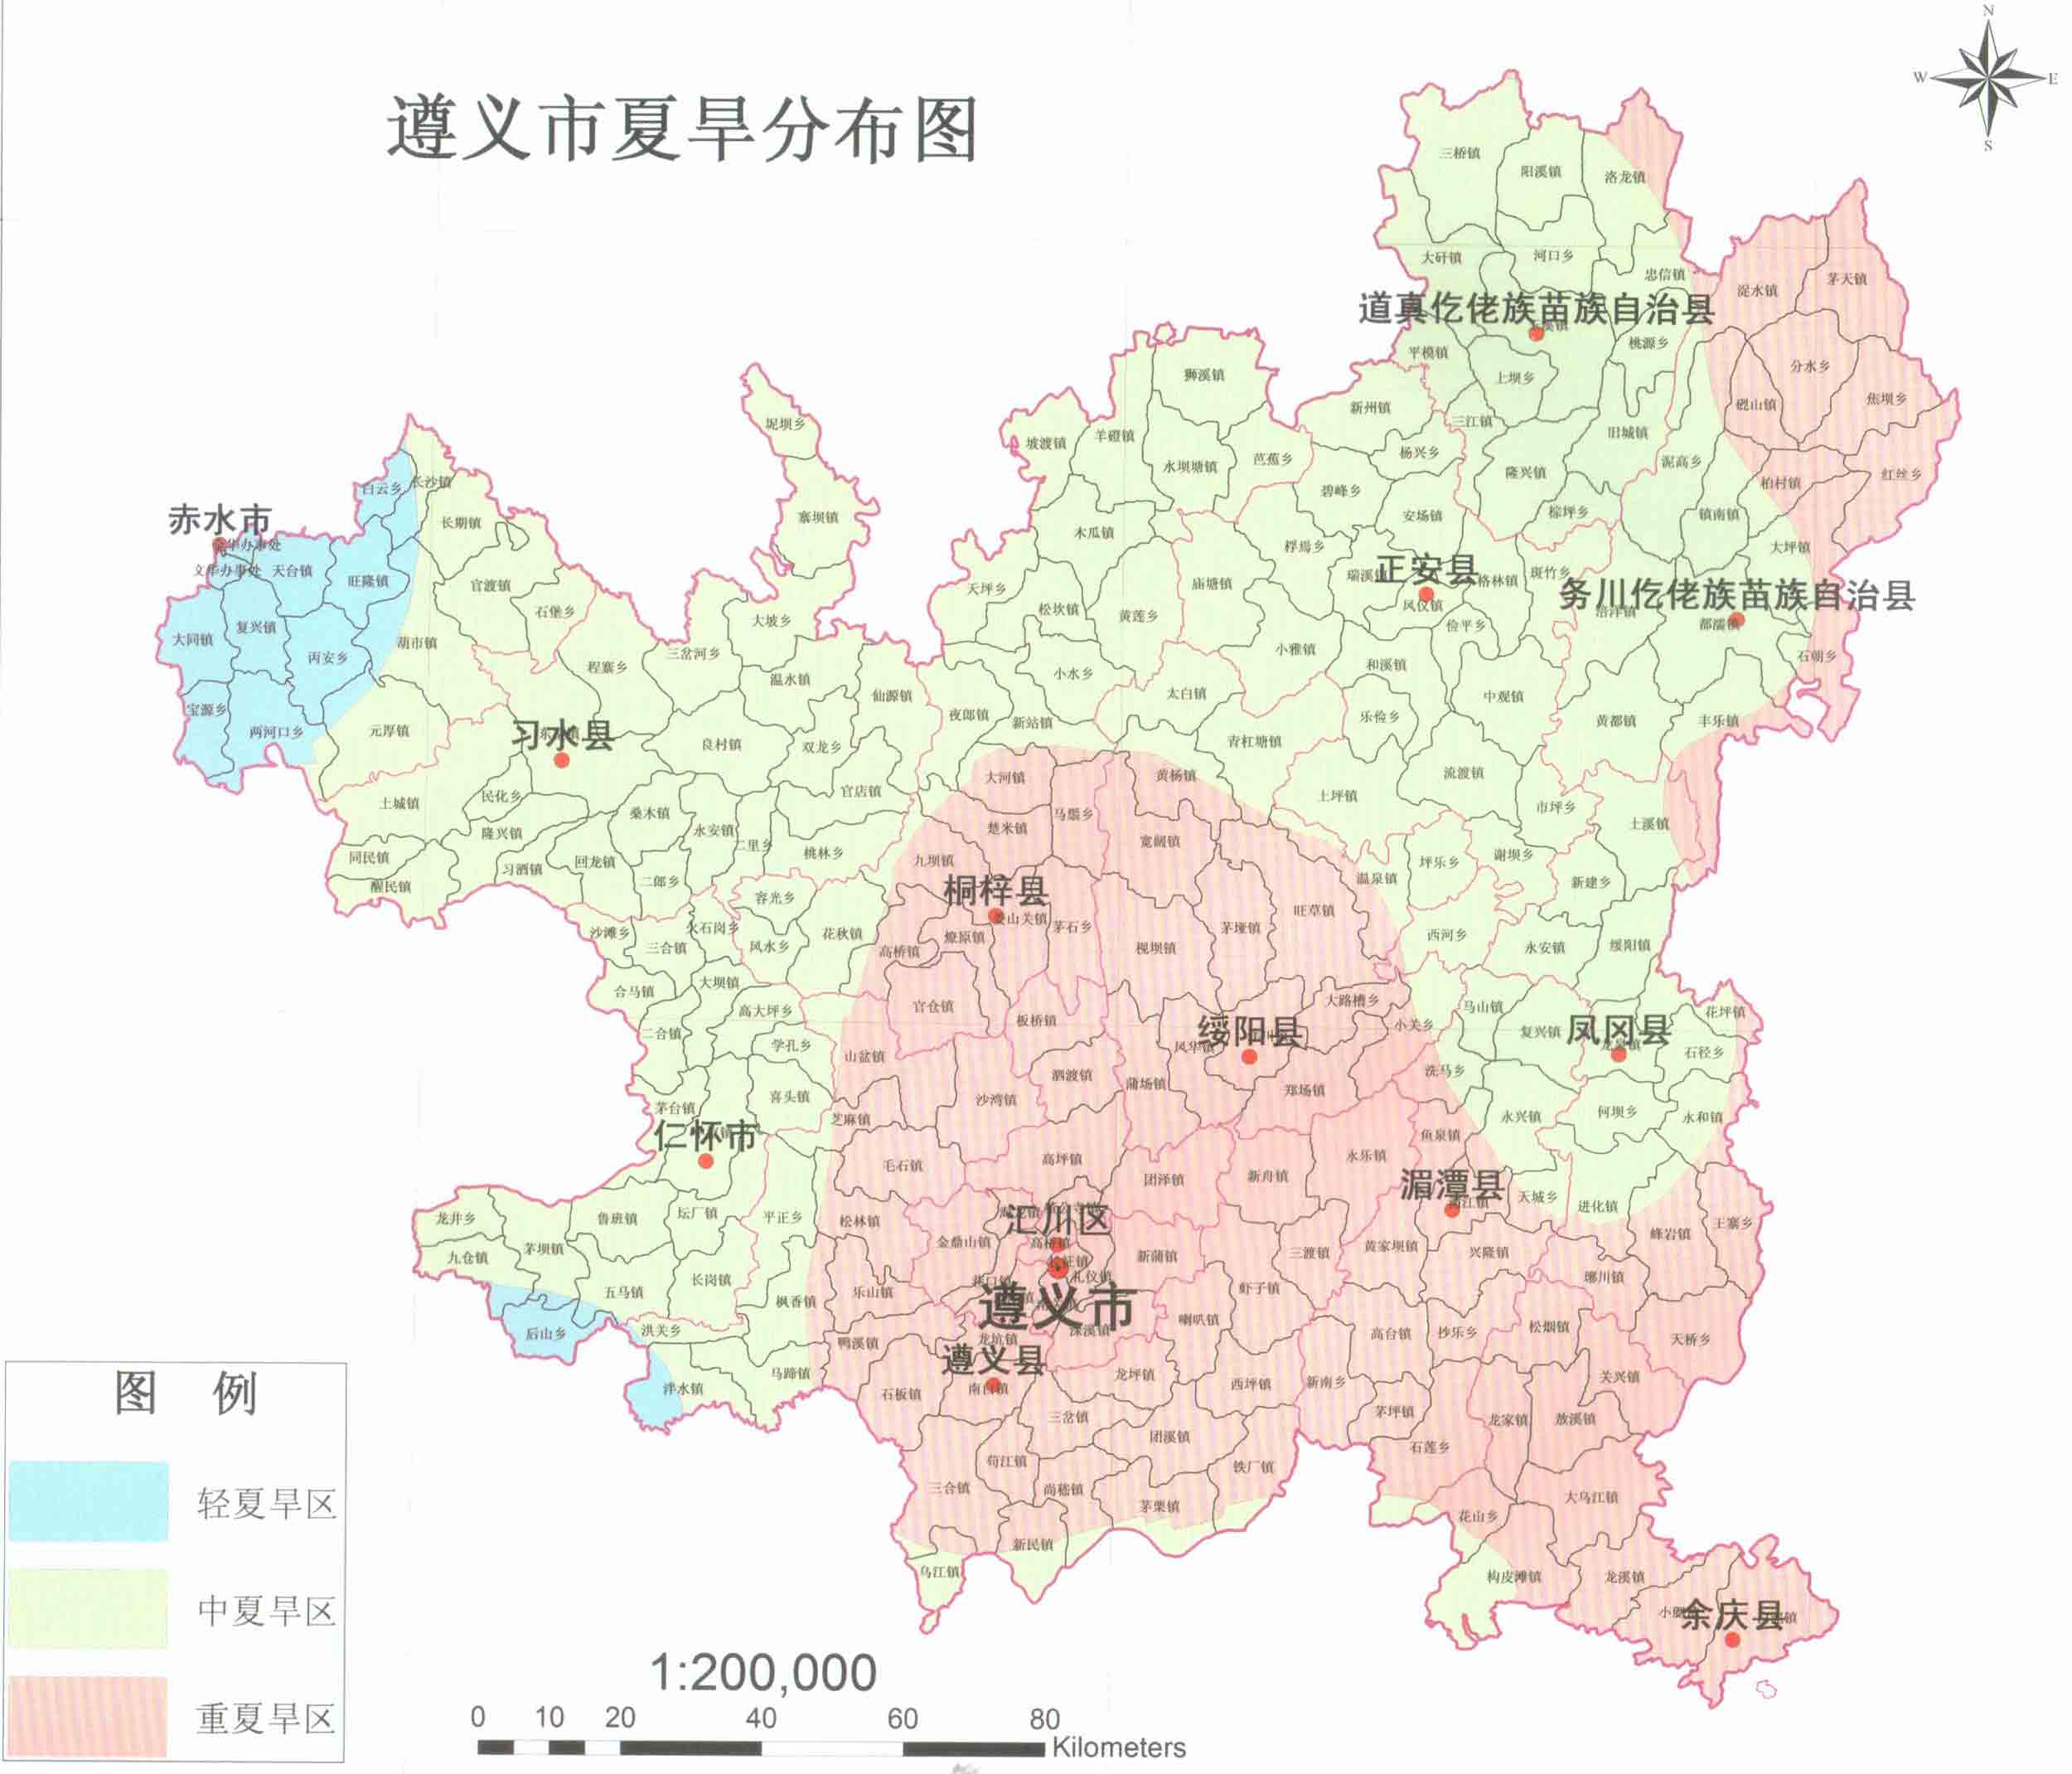 遵义市夏旱分布图
N
W
E
S
三桥镇
阳溪镇
洛龙镇
大矸镇
河口乡
忠信镇
道真仡佬族苗族自治县
平模镇
上坝乡
桃源乡
三江镇
旧城镇
隆兴镇
棕坪乡
浞水镇
茅天镇
分水乡
砚山镇
焦坝乡
泥高乡
柏村镇
红丝乡
镇南镇
大坪镇
务川仡佬族苗族自治县
涪洋镇
都濡镇
石朝乡
黄都镇
丰乐镇
狮溪镇
坡渡镇
羊磴镇
水坝塘镇
芭蕉乡
木瓜镇
新州镇
杨兴乡
碧峰乡
安场镇
桴焉乡
庙塘镇
瑞溪镇
正安县
格林镇
斑竹乡
凤仪镇
俭平乡
小雅镇
和溪镇
中观镇
乐俭乡
流渡镇
土坪镇
市坪乡
谢坝乡
坪乐乡
新建乡
土溪镇
天坪乡
松坎镇
黄莲乡
小水乡
太白镇
夜郎镇
新站镇
青杠塘镇
坭坝乡
寨坝镇
大坡乡
三岔河乡
温水镇
仙源镇
程寨乡
良村镇
双龙乡
官店镇
赤水市
白云乡
长沙镇
长期镇
金华办事处
文华办事处
天台镇
旺隆镇
官渡镇
石堡乡
大同镇
复兴镇
丙安乡
葫市镇
宝源乡
两河口乡
元厚镇
习水县
土城镇
民化乡
隆兴镇
桑木镇
永安镇
二里乡
桃林乡
同民镇
醒民镇
习酒镇
回龙镇
二郎乡
大河镇
黄杨镇
马鬃乡
楚米镇
宽阔镇
九坝镇
桐梓县
娄山关镇
燎原镇
茅石乡
高桥镇
官仓镇
容光乡
花秋镇
风水乡
火石岗乡
沙滩乡
三合镇
大坝镇
合马镇
高大坪乡
二合镇
学孔乡
喜头镇
茅台镇
仁怀市
温泉镇
旺草镇
茅垭镇
枧坝镇
西河乡
永安镇
绥阳镇
大路槽乡
小关乡
绥阳县
风华镇
郑场镇
蒲场镇
马山镇
复兴镇
凤冈县
龙泉镇
花坪镇
石径乡
洗马乡
永兴镇
何坝乡
永和镇
板桥镇
山盆镇
泗渡镇
沙湾镇
芝麻镇
毛石镇
高坪镇
团泽镇
新舟镇
永乐镇
鱼泉镇
湄潭县
湄江镇
天城乡
进化镇
蜂岩镇
王寨乡
龙井乡
鲁班镇
坛厂镇
平正乡
松林镇
九仓镇
茅坝镇
五马镇
长岗镇
枫香镇
后山乡
洪关乡
泮水镇
马蹄镇
汇川区
高桥镇
金鼎山镇
长征镇
礼仪镇
巷口镇
遵义市
深溪镇
龙坑镇
遵义县
南白镇
乐山镇
鸭溪镇
石板镇
新蒲镇
三渡镇
虾子镇
喇叭镇
黄家坝镇
兴隆镇
琊川镇
高台镇
抄乐乡
松烟镇
天桥乡
龙坪镇
西坪镇
新南乡
茅坪镇
关兴镇
龙家镇
敖溪镇
石莲乡
三岔镇
团溪镇
铁厂镇
苟江镇
尚嵇镇
三合镇
茅栗镇
新民镇
乌江镇
大乌江镇
花山乡
构皮滩镇
龙溪镇
余庆县
图 例
轻夏旱区
中夏旱区
重夏旱区
1:200,000
0 10 20 40 60 80
Kilometers